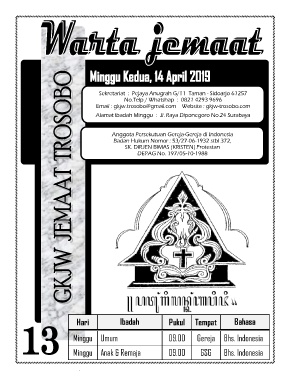 Warta jemaat
Minggu Kedua, 14 April 2019
Sekretariat : Pejaya Anugrah G/11 Taman - Sidoarjo 61257
No.Telp / Whatshap : 0821 4293 9696
Email : gkjw.trosobo@gmail.com Website : gkjw-trosobo.com
Alamat Ibadah Minggu : Jl. Raya Diponegoro No.24 Surabaya
Anggota Persekutuan Gereja-Gereja di Indonesia
Badan Hukum Nomor : 53/27-06-1932 stbl 372,
SK. DIRJEN BIMAS (KRISTEN) Protestan
DEPAG No. 197/05-10-1988
GKJW JEMAAT TROSOBO
13
Hari Ibadah Pukul Tempat Bahasa
Minggu Umum 09.00 Gereja Bhs. Indonesia
Minggu Anak & Remaja 09.00 GSG Bhs. Indonesia